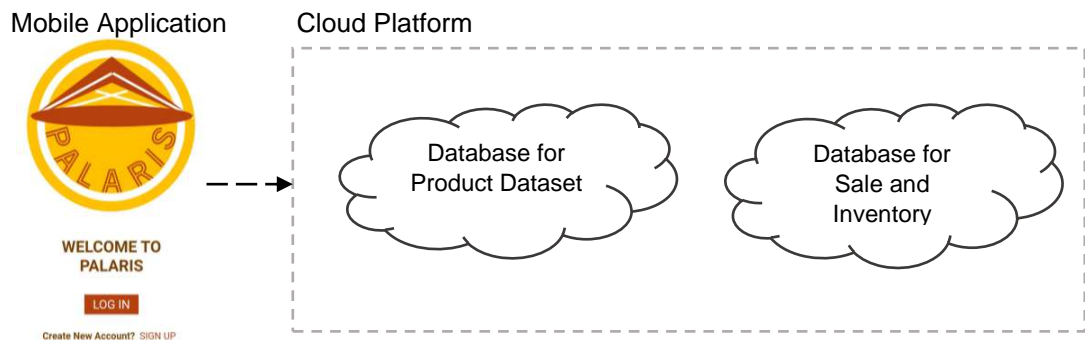 Mobile Application
Cloud Platform
PALARIS
WELCOME TO
PALARIS
LOG IN
Create New Account? SIGN UP
Database for
Product Dataset
Database for
Sale and
Inventory